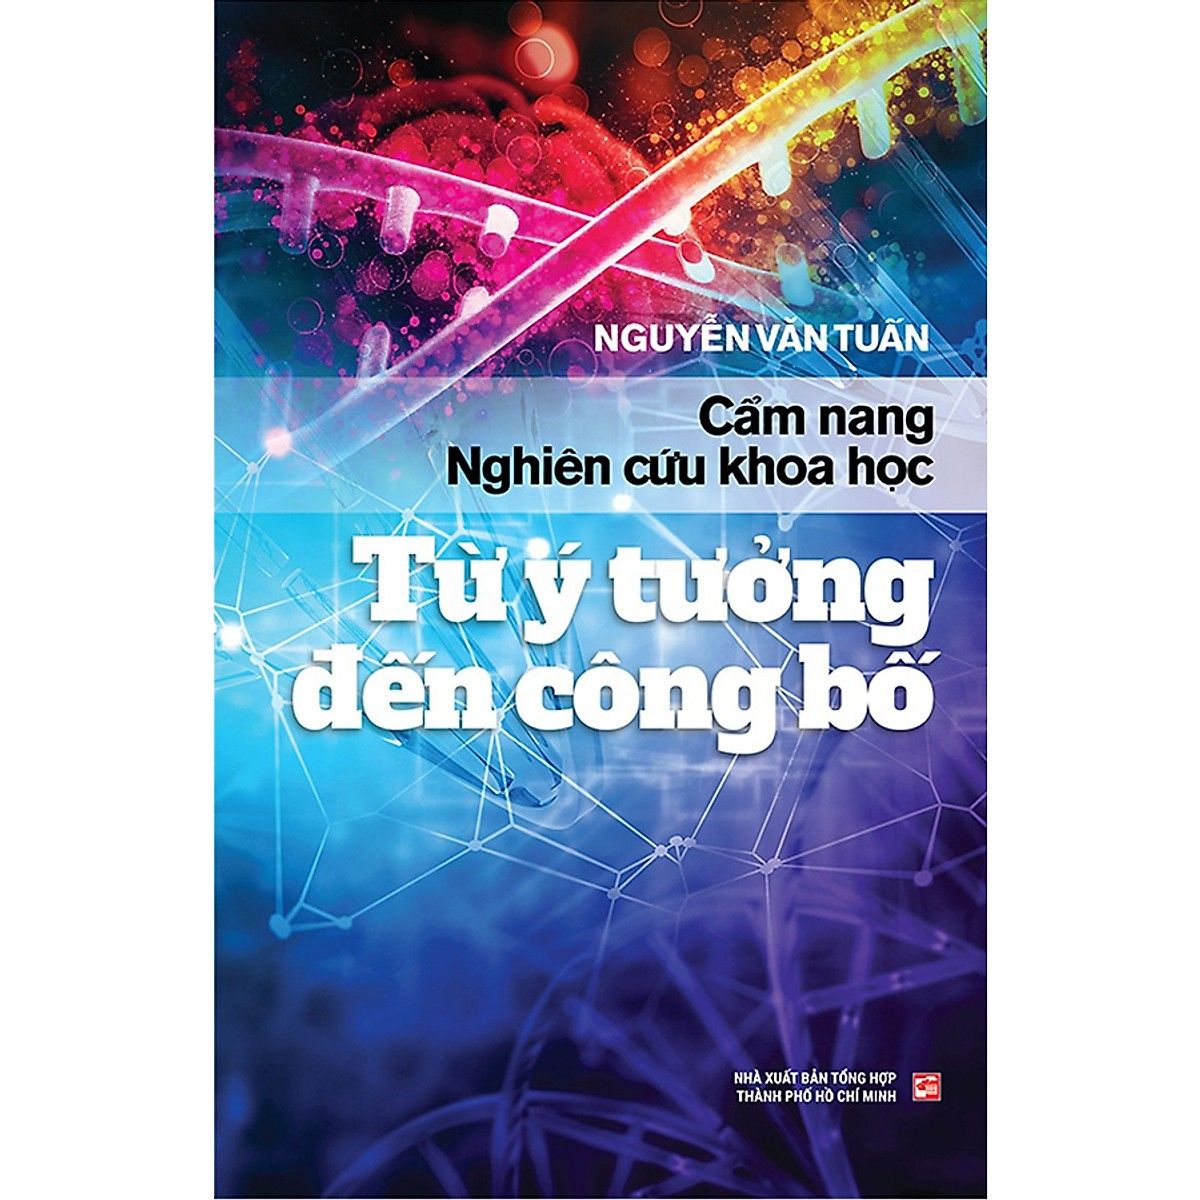 NGUYỄN VĂN TUẤN
Cẩm nang
Nghiên cứu khoa học
Từ ý tưởng
đến công bố
NHÀ XUẤT BẢN TỔNG HỢP
THÀNH PHỐ HỒ CHÍ MINH